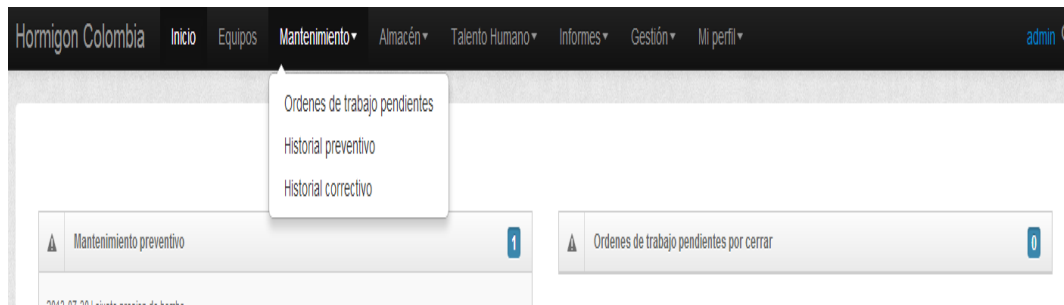 Hormigon Colombia Inicio Equipos Mantenimiento Almacén Talento Humano Informes Gestión Mi perfil admin
Ordenes de trabajo pendientes
Historial preventivo
Historial correctivo
Mantenimiento preventivo 1
Ordenes de trabajo pendientes por cerrar 0